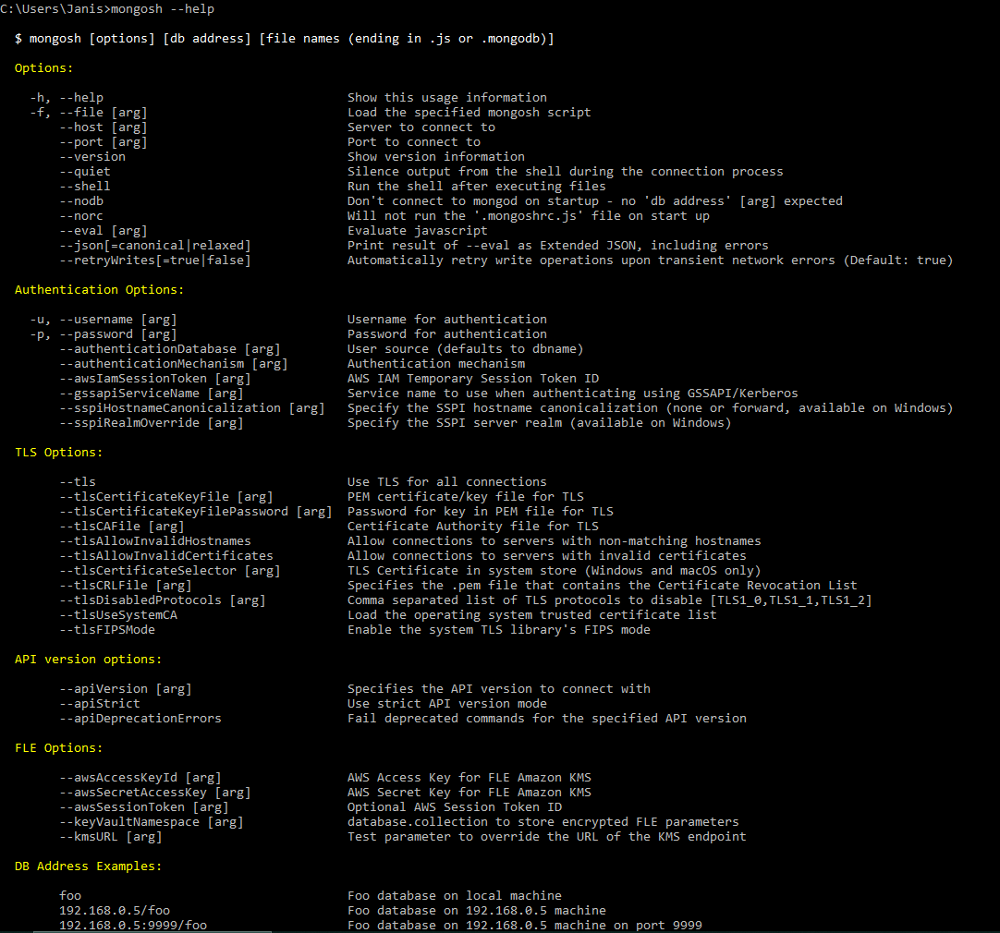 C:\Users\Janis>mongosh --help
$ mongosh [options] [db address] [file names (ending in .js or .mongodb)]
Options:
-h, --help Show this usage information
-f, --file [arg] Load the specified mongosh script
--host [arg] Server to connect to
--port [arg] Port to connect to
--version Show version information
--quiet Silence output from the shell during the connection process
--shell Run the shell after executing files
--nodb Don't connect to mongod on startup - no 'db address' [arg] expected
--norc Will not run the '.mongoshrc.js' file on start up
--eval [arg] Evaluate javascript
--json[=canonical|relaxed] Print result of --eval as Extended JSON, including errors
--retryWrites[=true|false] Automatically retry write operations upon transient network errors (Default: true)
Authentication Options:
-u, --username [arg] Username for authentication
-p, --password [arg] Password for authentication
--authenticationDatabase [arg] User source (defaults to dbname)
--authenticationMechanism [arg] Authentication mechanism
--awsIamSessionToken [arg] AWS IAM Temporary Session Token ID
--gssapiServiceName [arg] Service name to use when authenticating using GSSAPI/Kerberos
--sspiHostnameCanonicalization [arg] Specify the SSPI hostname canonicalization (none or forward, available on Windows)
--sspiRealmOverride [arg] Specify the SSPI server realm (available on Windows)
TLS Options:
--tls Use TLS for all connections
--tlsCertificateKeyFile [arg] PEM certificate/key file for TLS
--tlsCertificateKeyFilePassword [arg] Password for key in PEM file for TLS
--tlsCAFile [arg] Certificate Authority file for TLS
--tlsAllowInvalidHostnames Allow connections to servers with non-matching hostnames
--tlsAllowInvalidCertificates Allow connections to servers with invalid certificates
--tlsCertificateSelector [arg] TLS Certificate in system store (Windows and macOS only)
--tlsCRLFile [arg] Specifies the .pem file that contains the Certificate Revocation List
--tlsDisabledProtocols [arg] Comma separated list of TLS protocols to disable [TLS1_0,TLS1_1,TLS1_2]
--tlsUseSystemCA Load the operating system trusted certificate list
--tlsFIPSMode Enable the system TLS library's FIPS mode
API version options:
--apiVersion [arg] Specifies the API version to connect with
--apiStrict Use strict API version mode
--apiDeprecationErrors Fail deprecated commands for the specified API version
FLE Options:
--awsAccessKeyId [arg] AWS Access Key for FLE Amazon KMS
--awsSecretAccessKey [arg] AWS Secret Key for FLE Amazon KMS
--awsSessionToken [arg] Optional AWS Session Token ID
--keyVaultNamespace [arg] database.collection to store encrypted FLE parameters
--kmsURL [arg] Test parameter to override the URL of the KMS endpoint
DB Address Examples:
foo Foo database on local machine
192.168.0.5/foo Foo database on 192.168.0.5 machine
192.168.0.5:9999/foo Foo database on 192.168.0.5 machine on port 9999